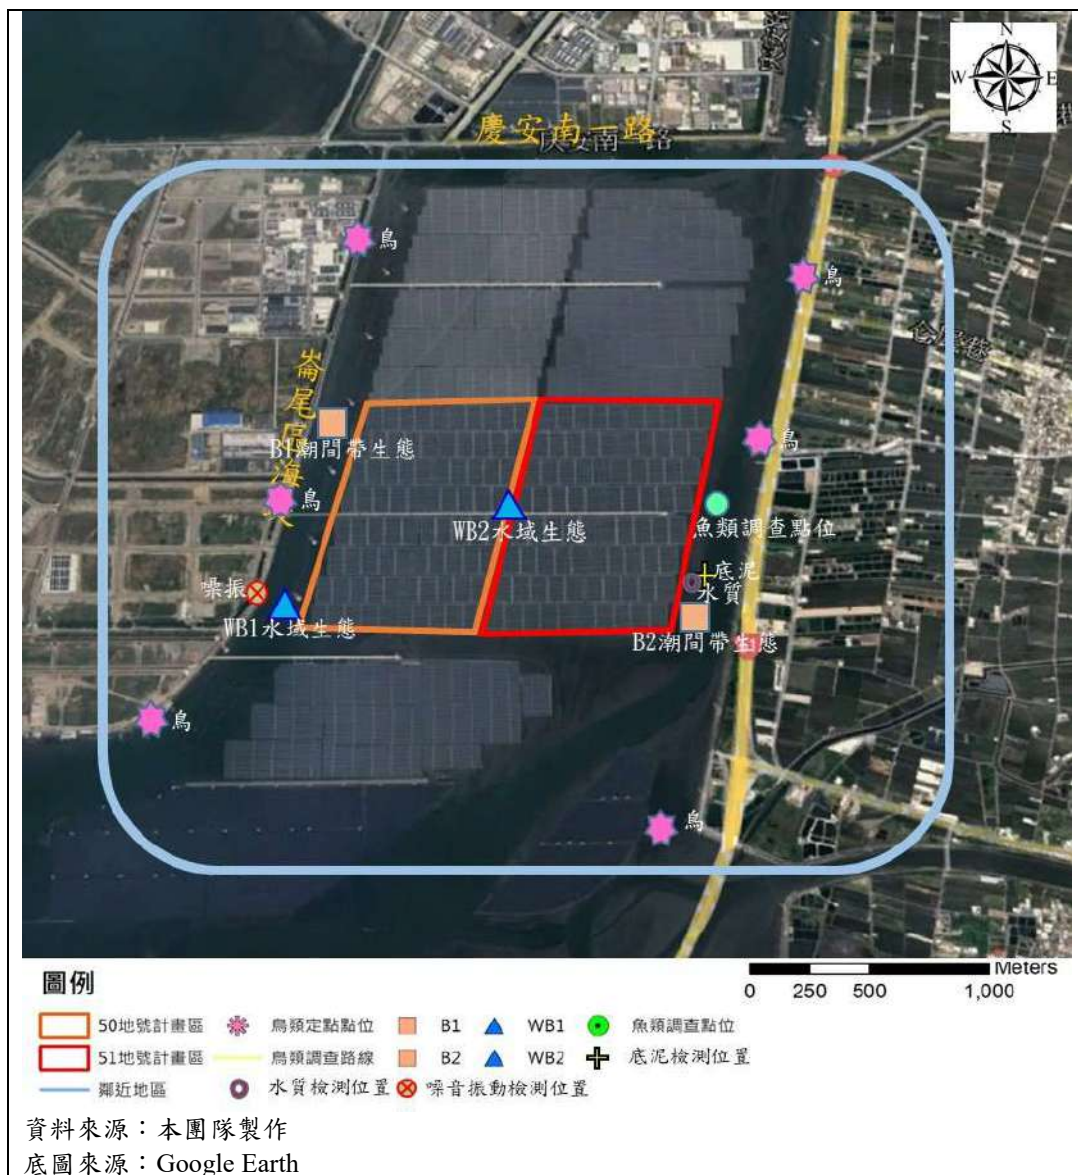 N
W
E
S
慶安南一路
鳥
鳥
崙尾區海
B1潮間帶生態
鳥
鳥
WB2水域生態
魚類調查點位
噪振
底泥
水質
WB1水域生態
B2潮間帶生態
鳥
鳥
圖例
Meters
0 250 500 1,000
50地號計畫區 鳥類定點點位 B1 WB1 魚類調查點位
51地號計畫區 鳥類調查路線 B2 WB2 底泥檢測位置
鄰近地區 水質檢測位置 噪音振動檢測位置
資料來源：本團隊製作
底圖來源：Google Earth